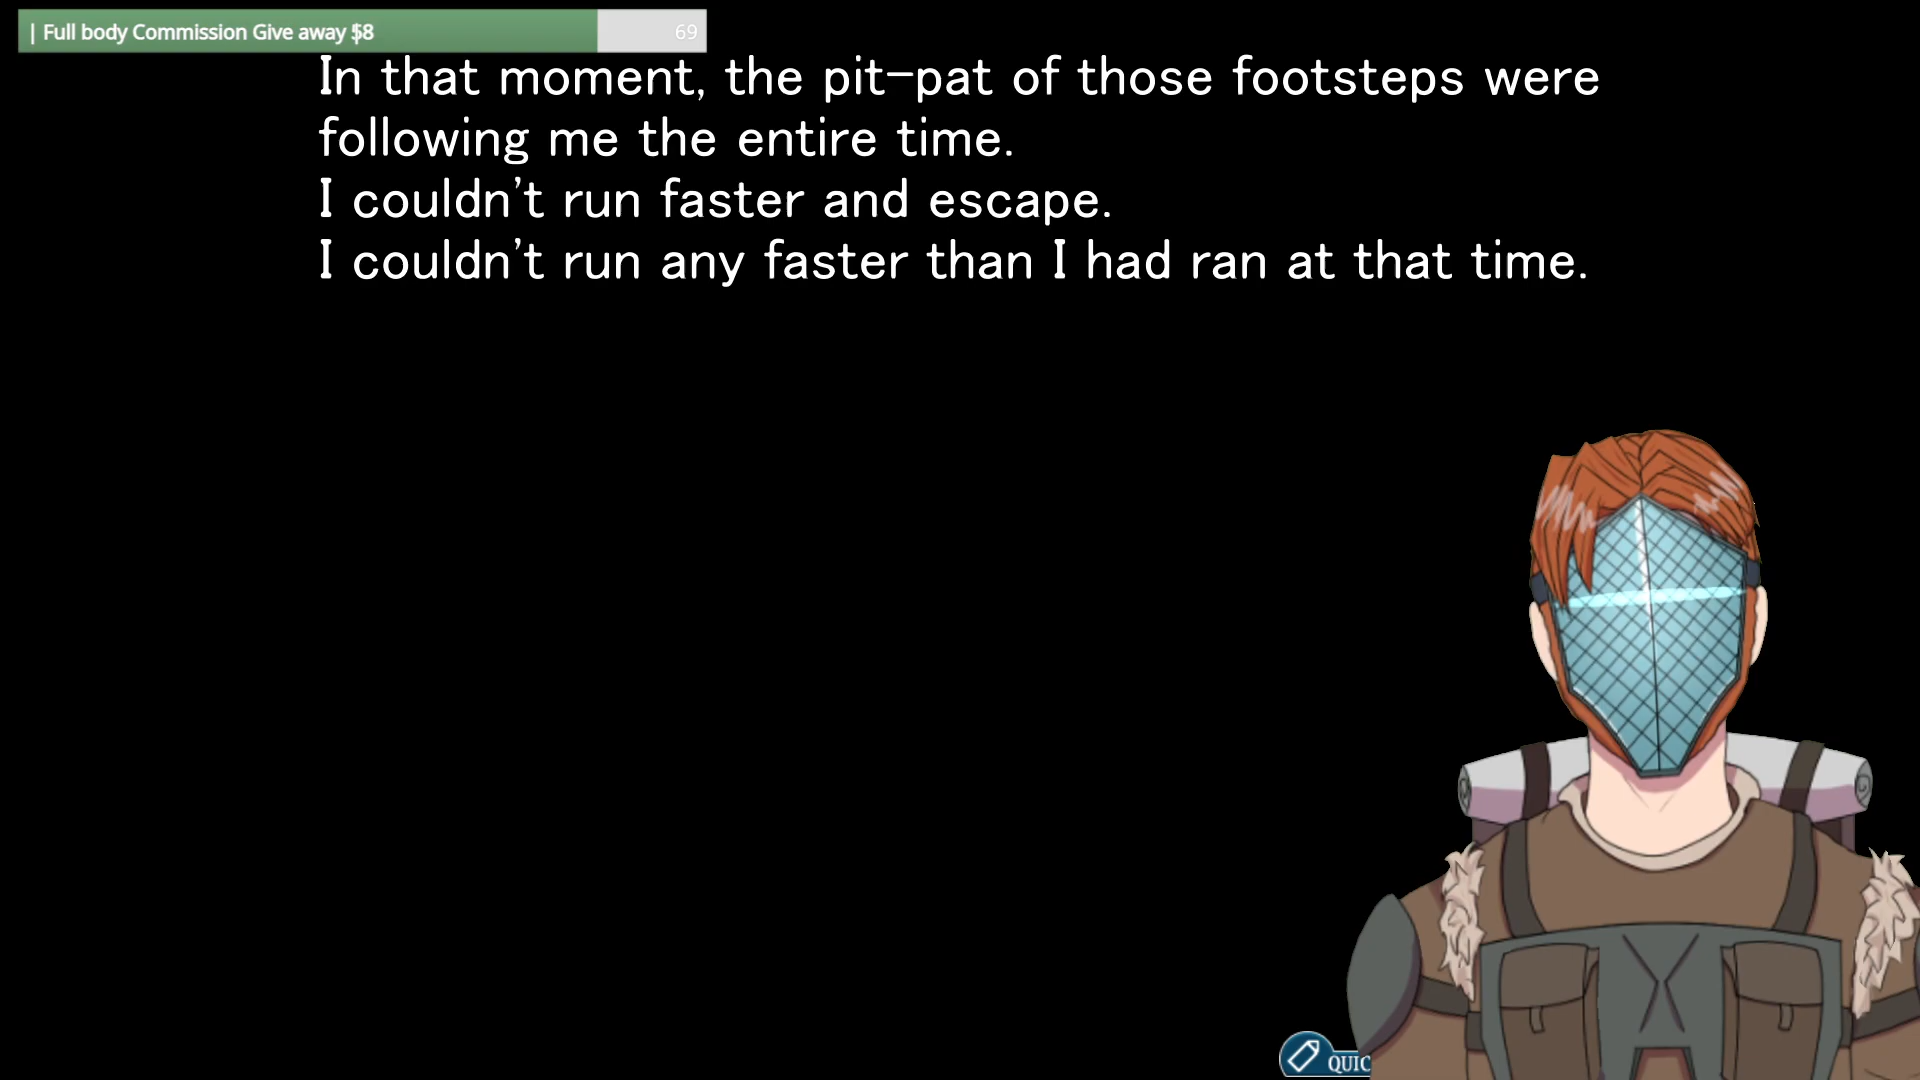 | Full body Commission Give away $8
69
In that moment, the pit-pat of those footsteps were
following me the entire time.
I couldn't run faster and escape.
I couldn't run any faster than I had ran at that time.
QUIC